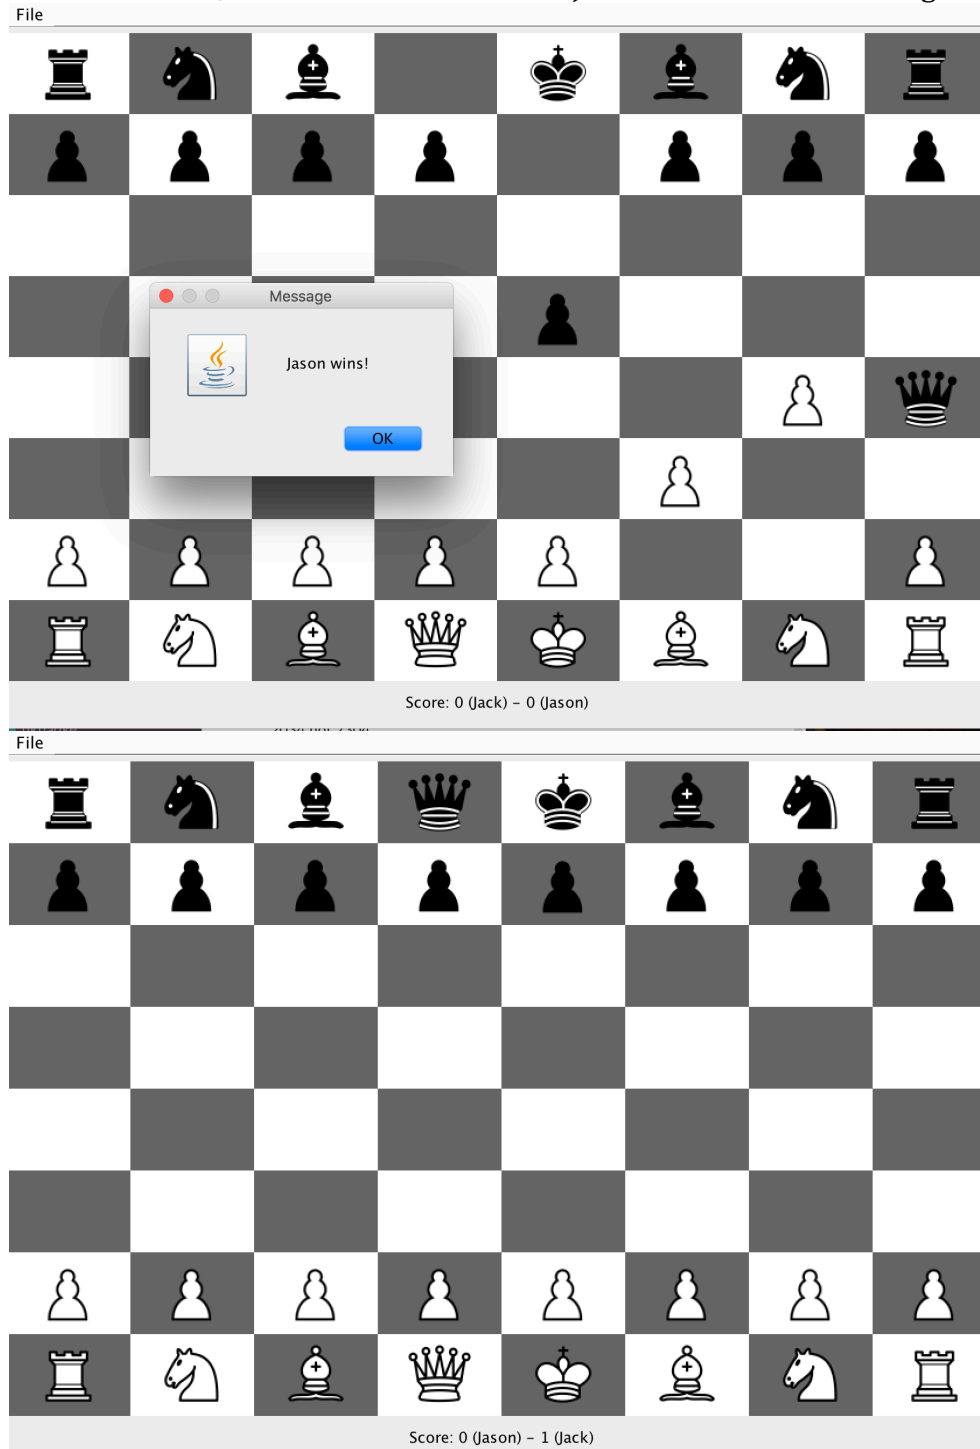 File
Message
Jason wins!
OK
Score: 0 (Jack) – 0 (Jason)
File
Score: 0 (Jason) – 1 (Jack)